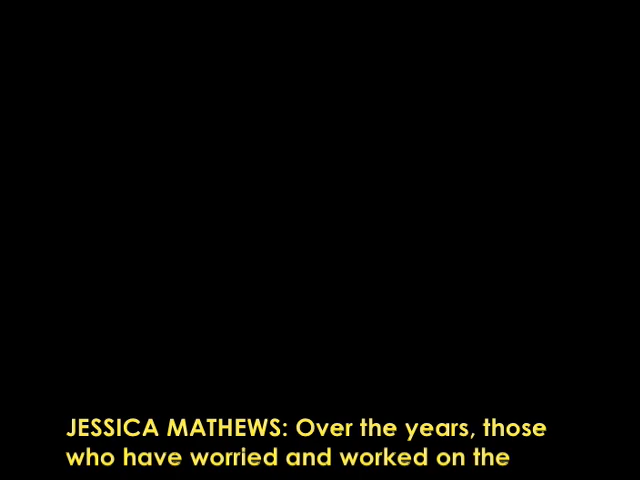 JESSICA MATHEWS: Over the years, those
who have worried and worked on the